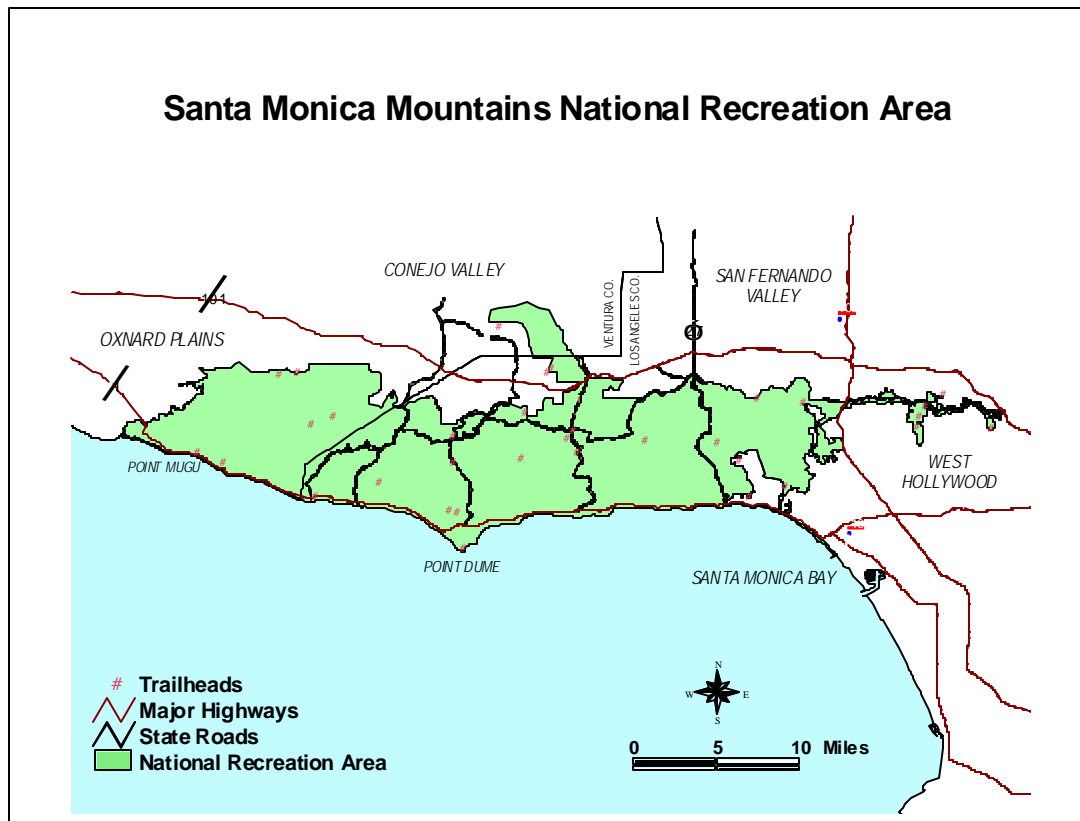 Santa Monica Mountains National Recreation Area
CONEJO VALLEY
SAN FERNANDO
VALLEY
VENTURA CO.
LOS ANGELES CO.
101
OXNARD PLAINS
POINT MUGU
WEST
HOLLYWOOD
POINT DUME
SANTA MONICA BAY
N
W E
S
# Trailheads
Major Highways
State Roads
National Recreation Area
0 5 10 Miles